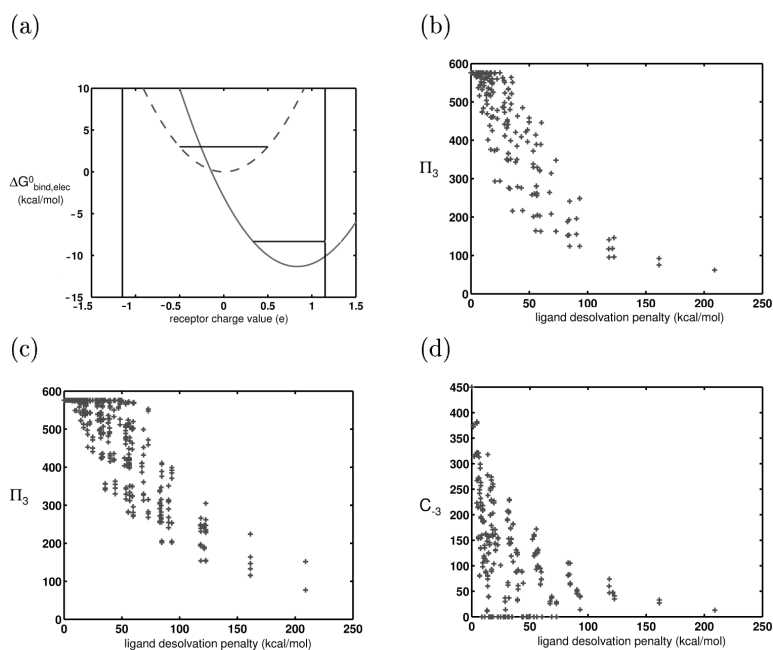 (a)
10
5
0
−5
−10
−15
−1.5 −1 −0.5 0 0.5 1 1.5
ΔG⁰bind,elec
(kcal/mol)
receptor charge value (e)
(b)
600
500
400
300
200
100
0
0 50 100 150 200 250
Π₃
ligand desolvation penalty (kcal/mol)
(c)
600
500
400
300
200
100
0
0 50 100 150 200 250
Π₃
ligand desolvation penalty (kcal/mol)
(d)
450
400
350
300
250
200
150
100
50
0
0 50 100 150 200 250
C₋₃
ligand desolvation penalty (kcal/mol)